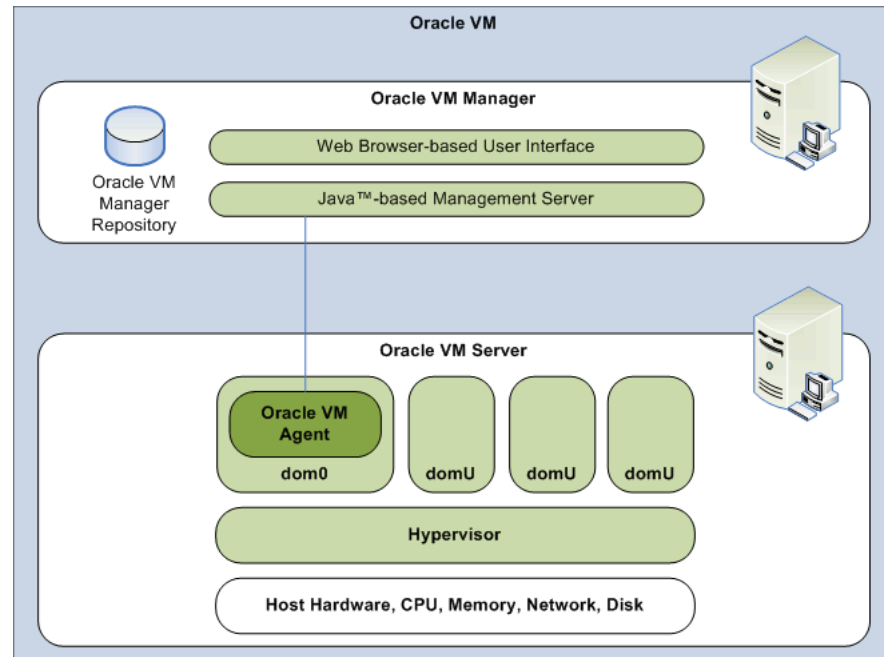 Oracle VM
Oracle VM Manager
Web Browser-based User Interface
Java™-based Management Server
Oracle VM
Manager
Repository
Oracle VM Server
Oracle VM
Agent
dom0
domU
domU
domU
Hypervisor
Host Hardware, CPU, Memory, Network, Disk